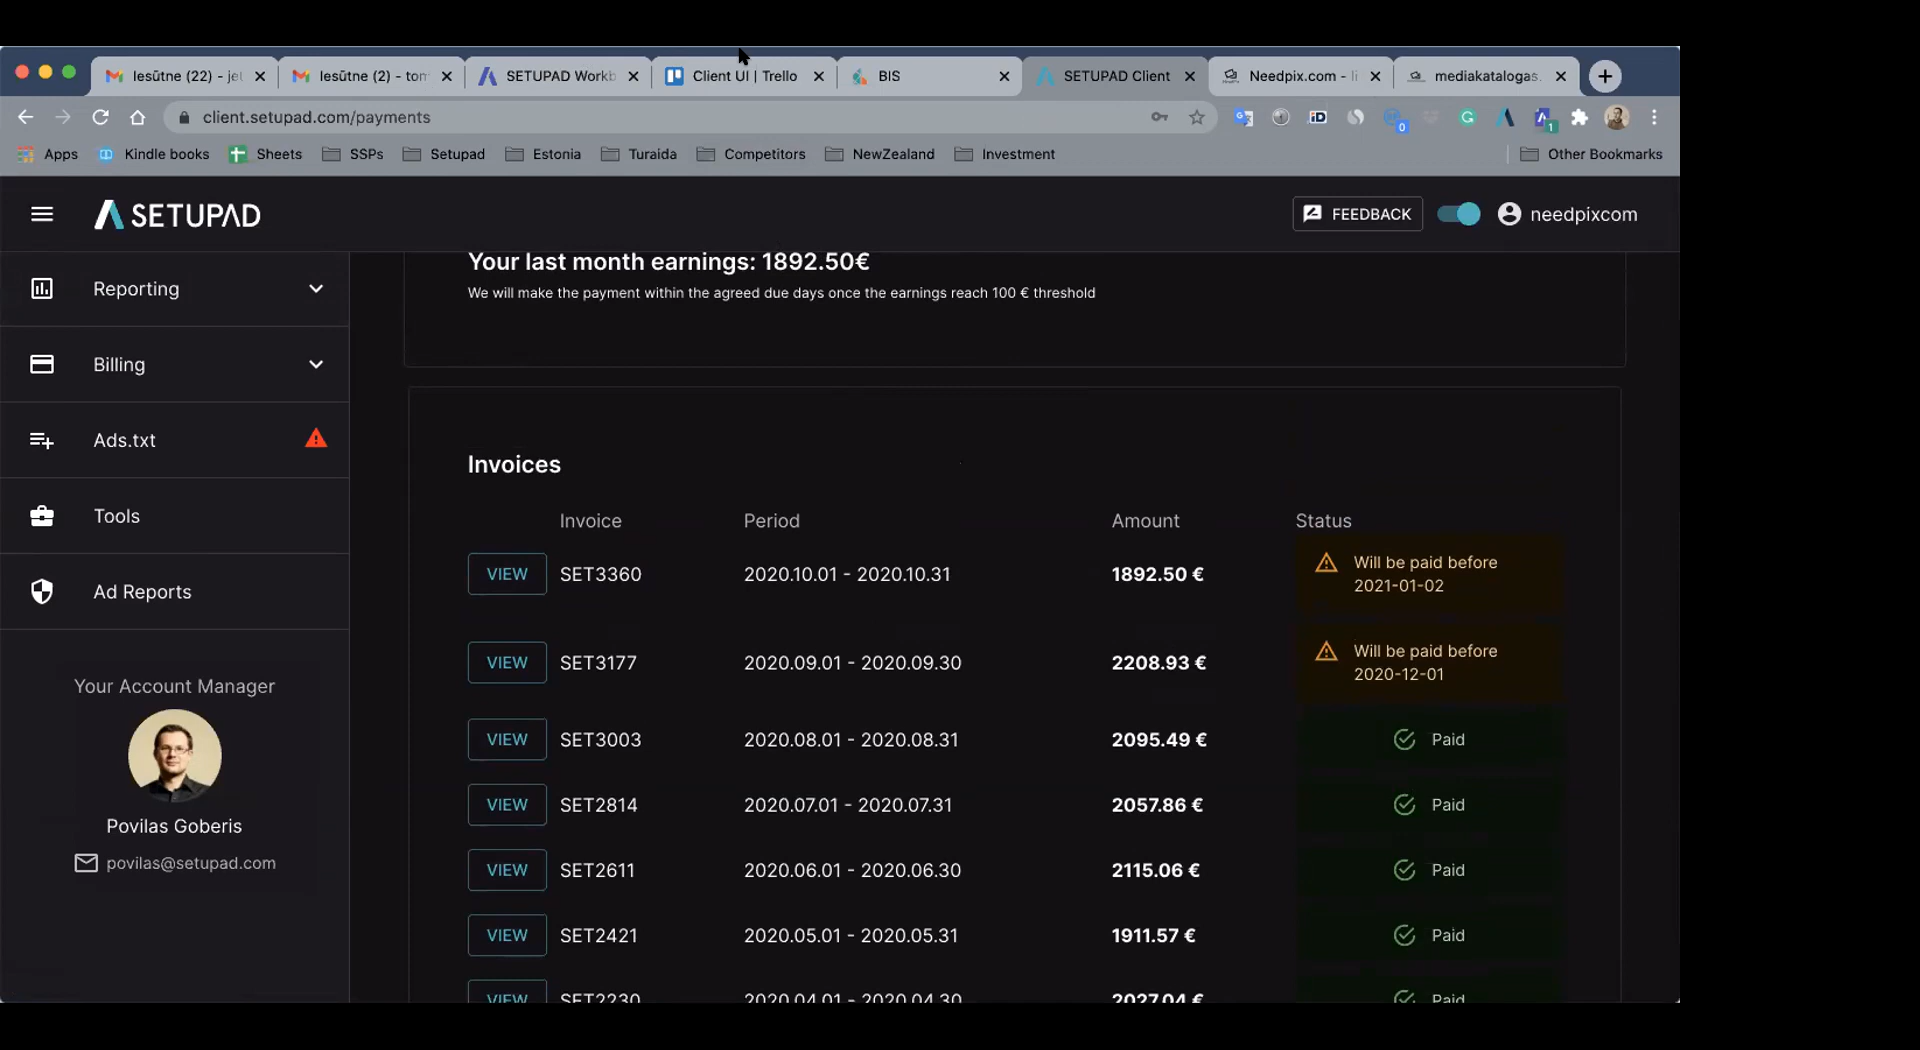 Iesūtne (22) - jet
Iesūtne (2) - tom
SETUPAD Workb
Client UI | Trello
BIS
SETUPAD Client
Needpix.com - li
mediakatalogas.
client.setupad.com/payments
Apps
Kindle books
Sheets
SSPs
Setupad
Estonia
Turaida
Competitors
NewZealand
Investment
Other Bookmarks
SETUPAD
FEEDBACK
needpixcom
Reporting
Billing
Ads.txt
Tools
Ad Reports
Your Account Manager
Povilas Goberis
povilas@setupad.com
Your last month earnings: 1892.50€
We will make the payment within the agreed due days once the earnings reach 100 € threshold
Invoices
Invoice Period Amount Status
VIEW SET3360 2020.10.01 - 2020.10.31 1892.50 € Will be paid before
2021-01-02
VIEW SET3177 2020.09.01 - 2020.09.30 2208.93 € Will be paid before
2020-12-01
VIEW SET3003 2020.08.01 - 2020.08.31 2095.49 € Paid
VIEW SET2814 2020.07.01 - 2020.07.31 2057.86 € Paid
VIEW SET2611 2020.06.01 - 2020.06.30 2115.06 € Paid
VIEW SET2421 2020.05.01 - 2020.05.31 1911.57 € Paid
VIEW SET2230 2020.04.01 - 2020.04.30 2027.04 € Paid